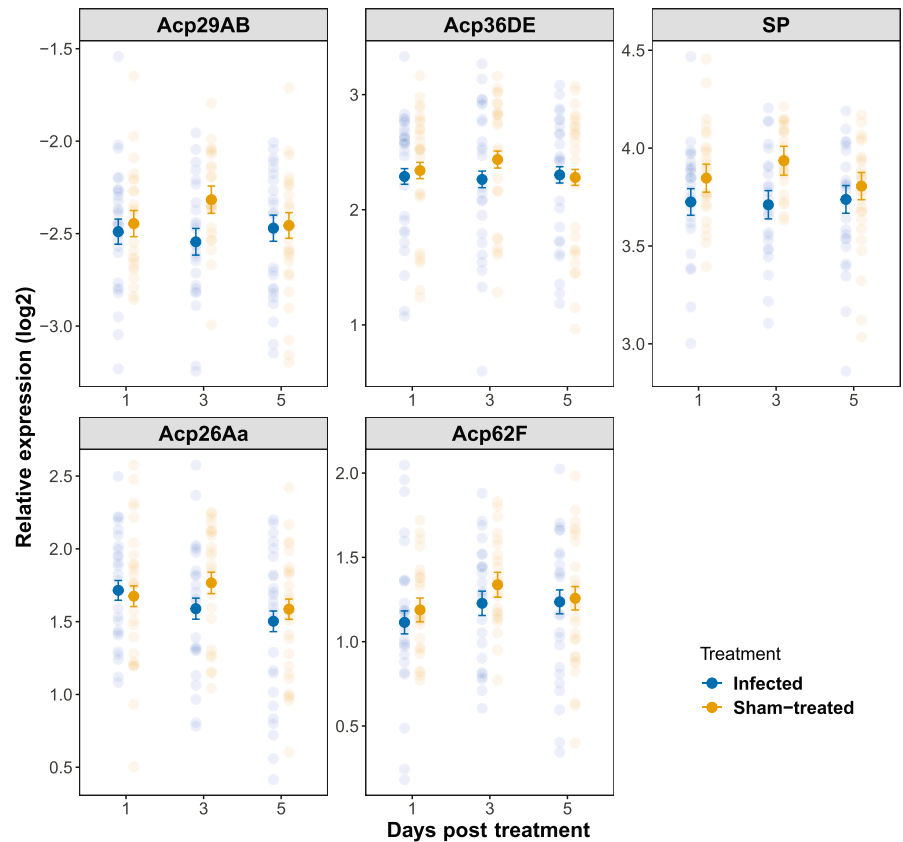 Acp29AB Acp36DE SP
−1.5
−2.0
−2.5
−3.0
3
2
1
4.5
4.0
3.5
3.0
1 3 5 1 3 5 1 3 5
Relative expression (log2)
Acp26Aa Acp62F
2.5
2.0
1.5
1.0
0.5
2.0
1.5
1.0
0.5
1 3 5 1 3 5
Days post treatment
Treatment
Infected
Sham−treated